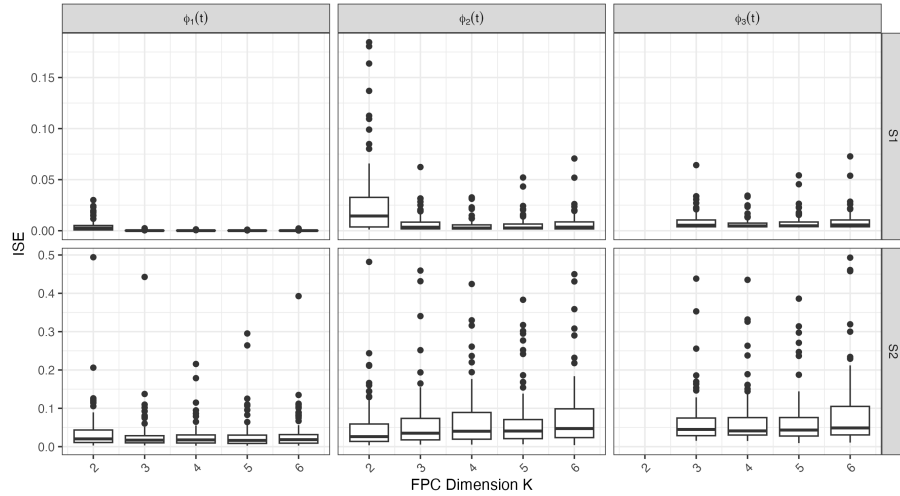 ϕ₁(t) ϕ₂(t) ϕ₃(t)
0.15
0.10
0.05
0.00
S1
ISE
0.5
0.4
0.3
0.2
0.1
0.0
S2
2 3 4 5 6 2 3 4 5 6 2 3 4 5 6
FPC Dimension K